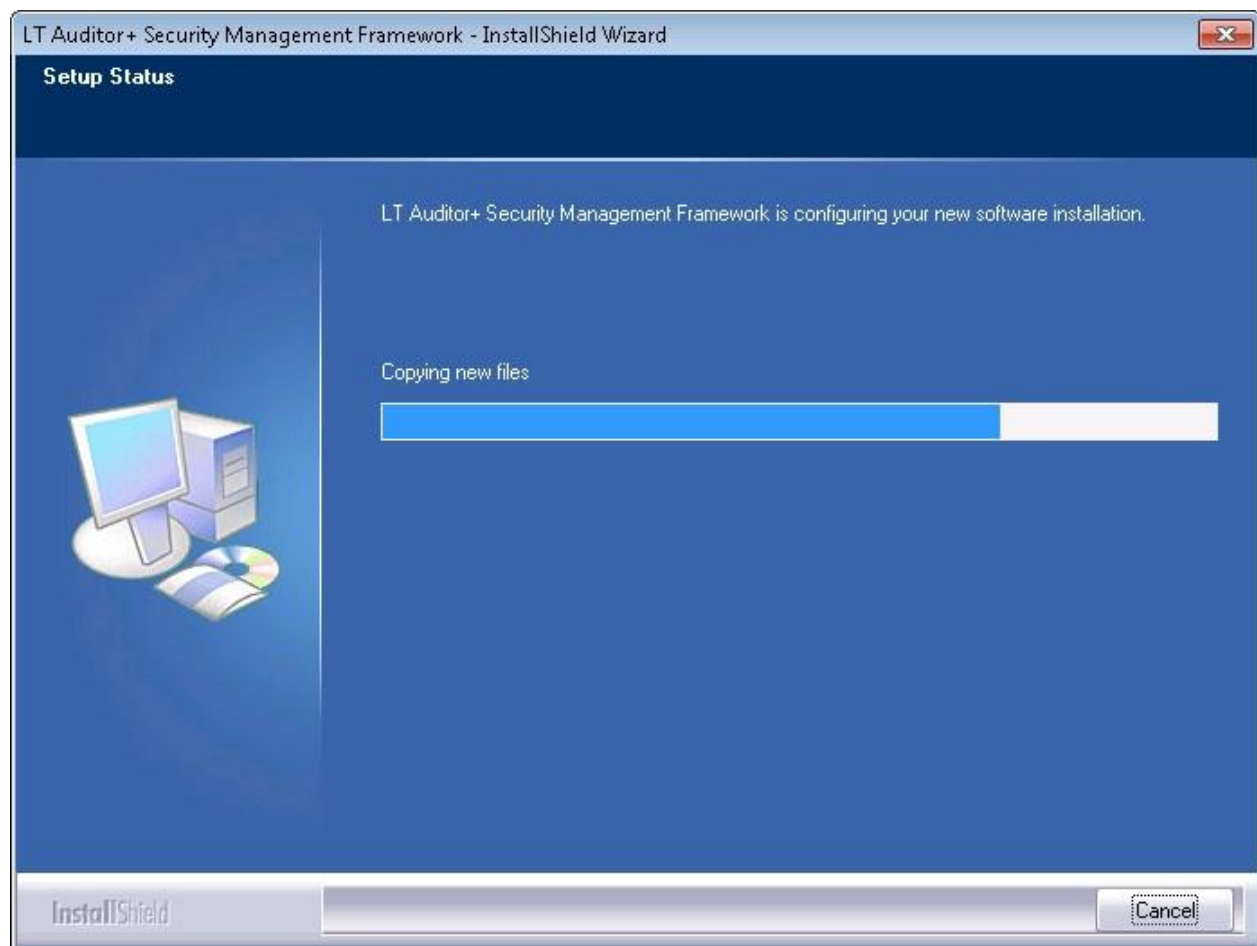 LT Auditor+ Security Management Framework - InstallShield Wizard
Setup Status
LT Auditor+ Security Management Framework is configuring your new software installation.
Copying new files
InstallShield
Cancel